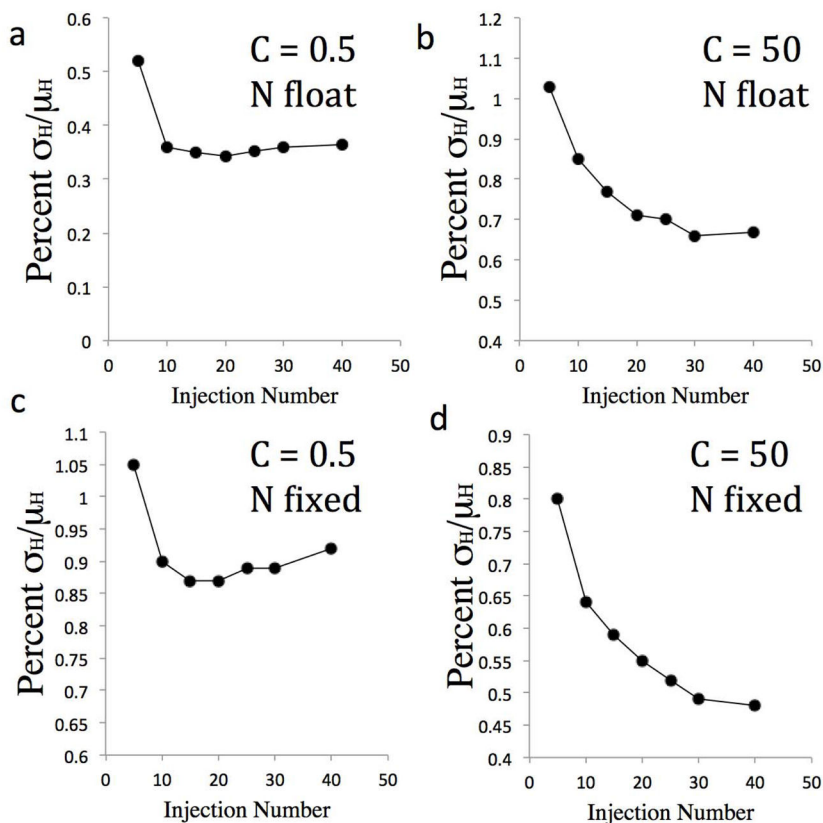 a
C = 0.5
N float
Percent σH/μH
0.6
0.5
0.4
0.3
0.2
0.1
0
0 10 20 30 40 50
Injection Number
b
C = 50
N float
Percent σH/μH
1.2
1.1
1
0.9
0.8
0.7
0.6
0.5
0.4
0 10 20 30 40 50
Injection Number
c
C = 0.5
N fixed
Percent σH/μH
1.1
1.05
1
0.95
0.9
0.85
0.8
0.75
0.7
0.65
0.6
0 10 20 30 40 50
Injection Number
d
C = 50
N fixed
Percent σH/μH
0.9
0.85
0.8
0.75
0.7
0.65
0.6
0.55
0.5
0.45
0.4
0 10 20 30 40 50
Injection Number